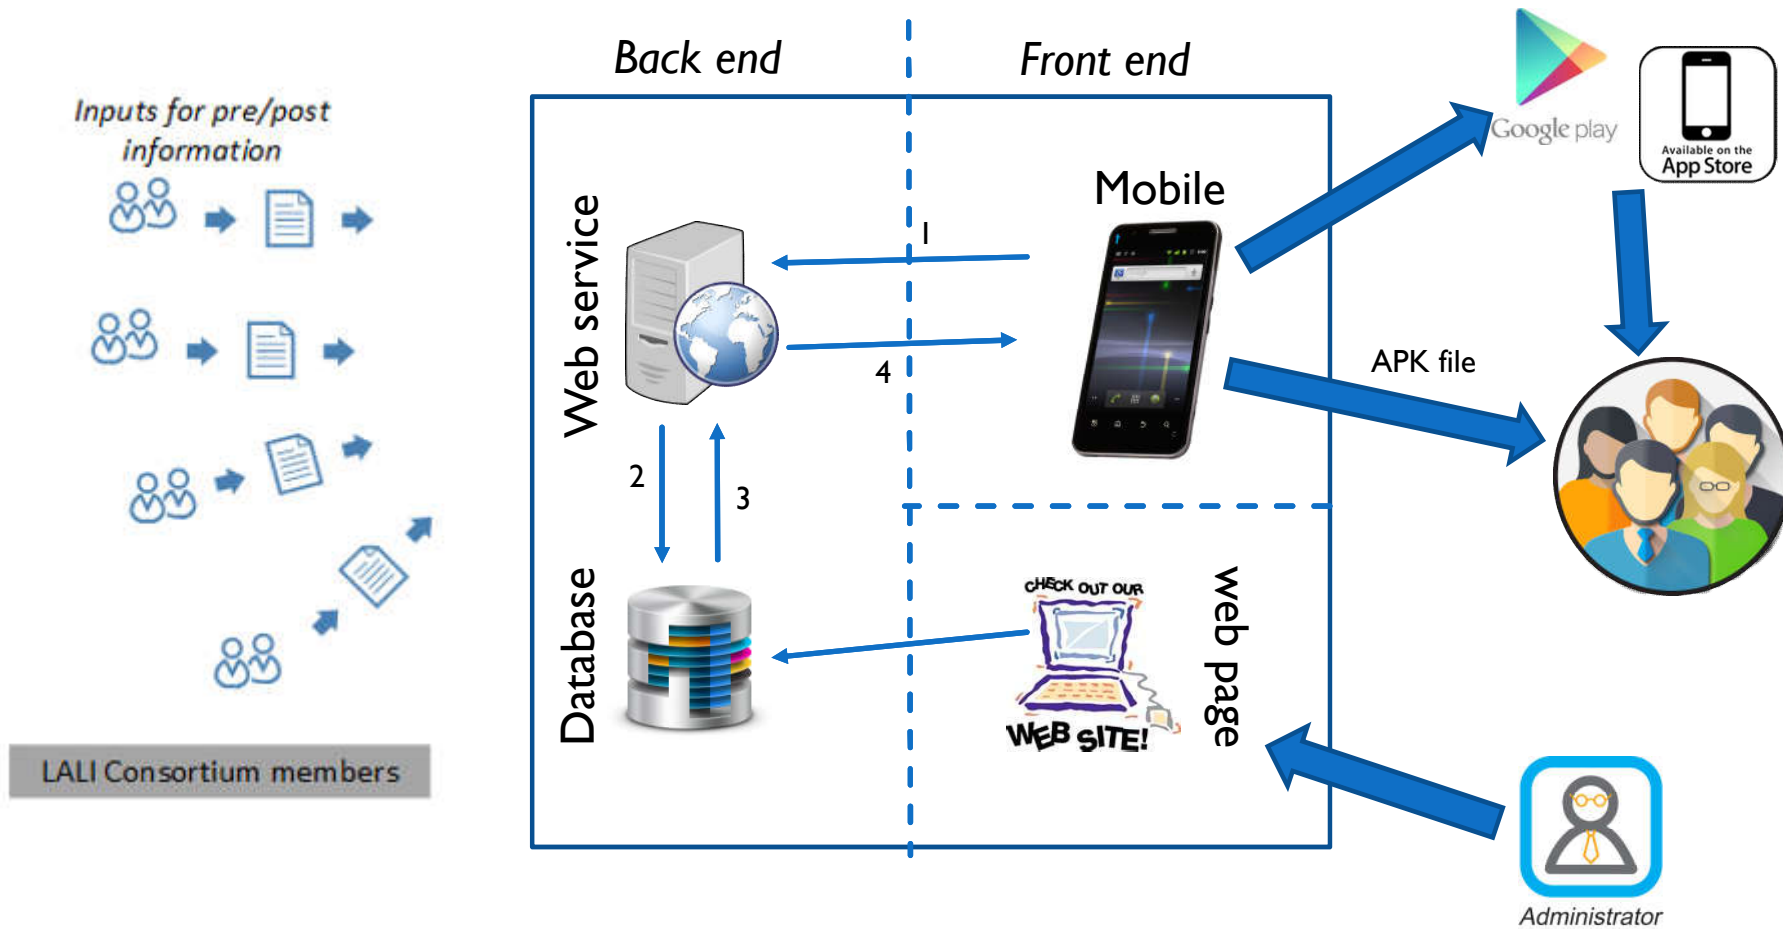 Back end
Front end
Inputs for pre/post
information
Google play
Available on the
App Store
Mobile
Web service
1
4
APK file
2
3
Database
CHECK OUT OUR
WEB SITE!
web page
LALI Consortium members
Administrator